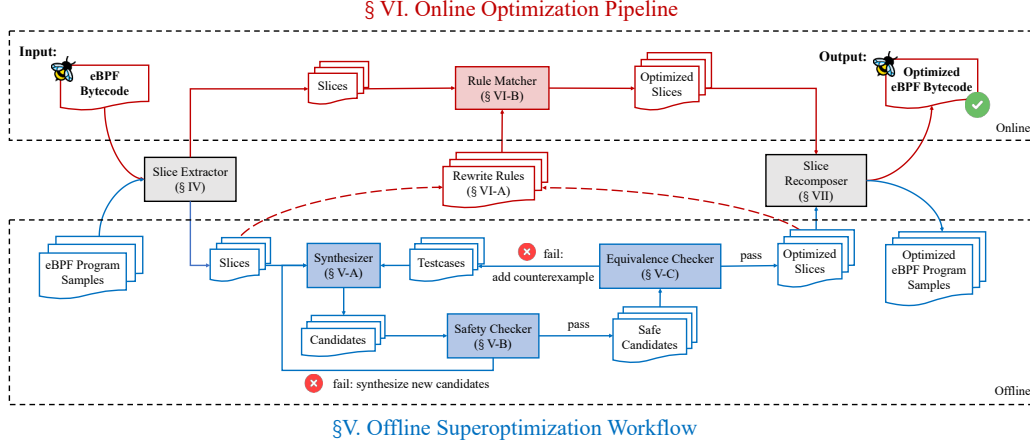 § VI. Online Optimization Pipeline
Input:
eBPF
Bytecode
Slices
Rule Matcher
(§ VI-B)
Optimized
Slices
Output:
Optimized
eBPF Bytecode
Online
Slice Extractor
(§ IV)
Rewrite Rules
(§ VI-A)
Slice
Recomposer
(§ VII)
eBPF Program
Samples
Slices
Synthesizer
(§ V-A)
Testcases
fail:
add counterexample
Equivalence Checker
(§ V-C)
pass
Optimized
Slices
Optimized
eBPF Program
Samples
Candidates
Safety Checker
(§ V-B)
pass
Safe
Candidates
fail: synthesize new candidates
Offline
§V. Offline Superoptimization Workflow